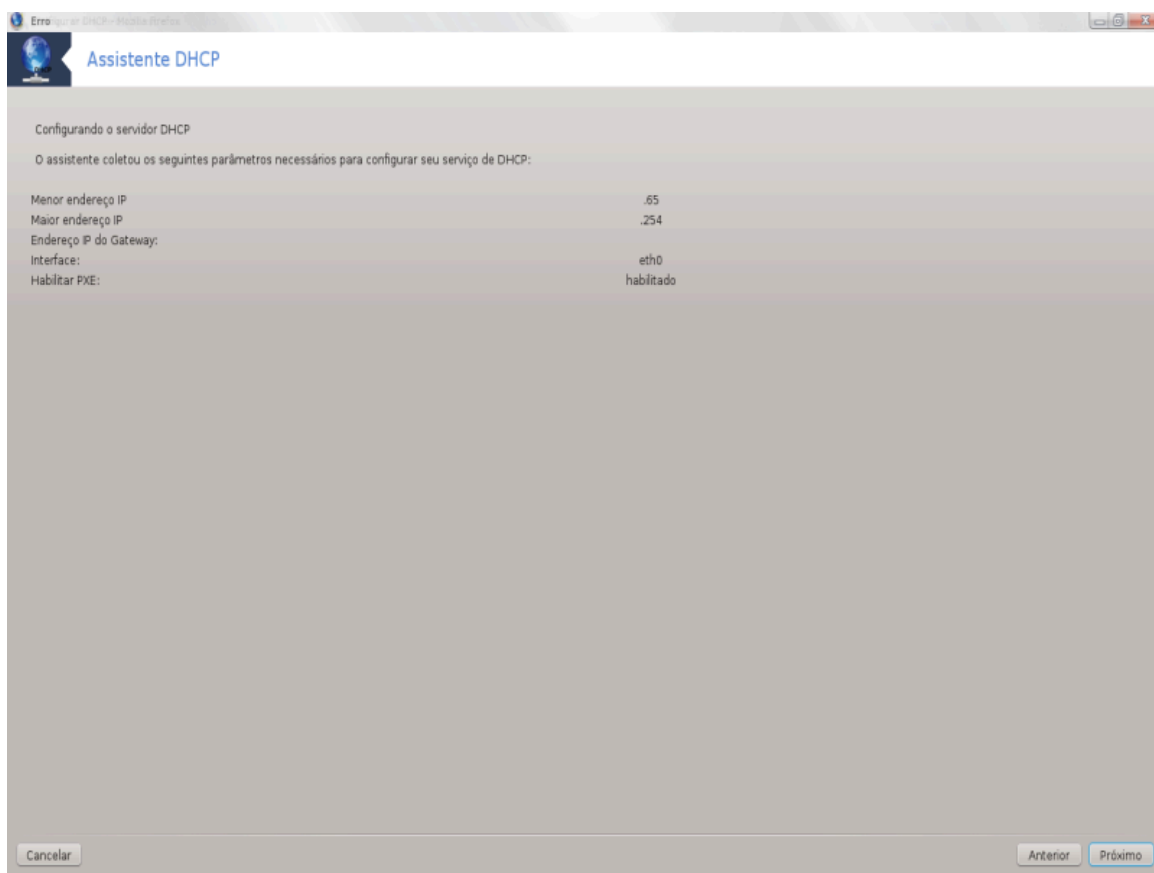 Erro
Assistente DHCP
Configurando o servidor DHCP
O assistente coletou os seguintes parâmetros necessários para configurar seu serviço de DHCP:
Menor endereço IP .65
Maior endereço IP .254
Endereço IP do Gateway:
Interface: eth0
Habilitar PXE: habilitado
Cancelar Anterior Próximo